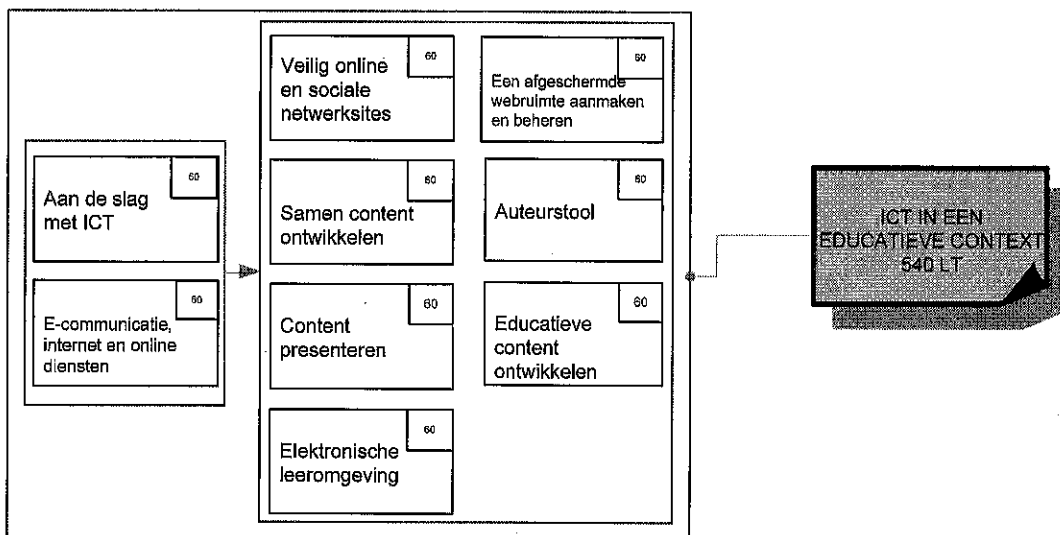 60
Aan de slag
met ICT
60
E-communicatie,
internet en online
diensten
60
Veilig online
en sociale
netwerksites
60
Een afgeschermde
webruimte aanmaken
en beheren
60
Samen content
ontwikkelen
60
Auteurstool
60
Content
presenteren
60
Educatieve
content
ontwikkelen
60
Elektronische
leeromgeving
ICT IN EEN
EDUCATIEVE CONTEXT
540 LT